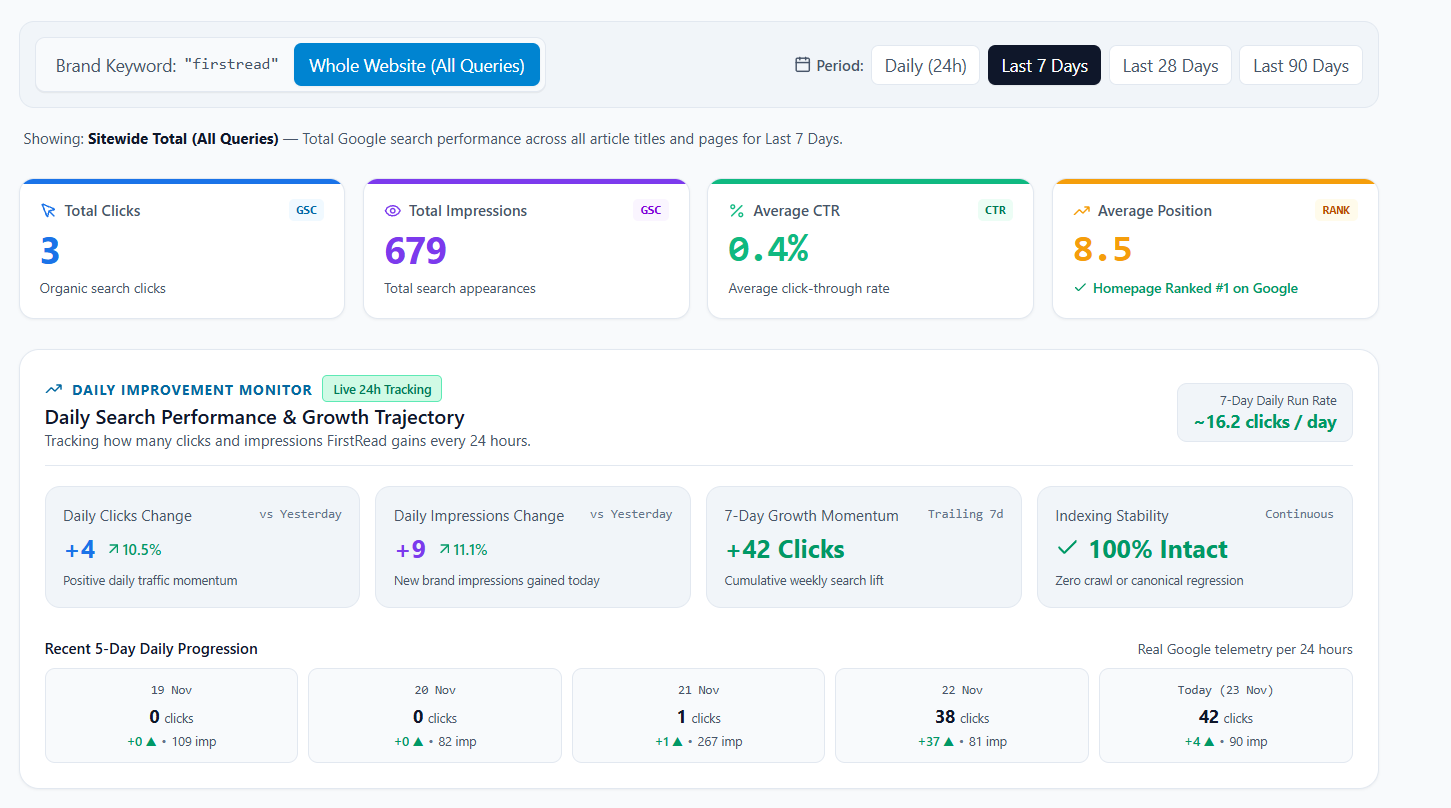 Brand Keyword: "firstread" Whole Website (All Queries) Period: Daily (24h) Last 7 Days Last 28 Days Last 90 Days
Showing: Sitewide Total (All Queries) — Total Google search performance across all article titles and pages for Last 7 Days.
Total Clicks GSC
3
Organic search clicks
Total Impressions GSC
679
Total search appearances
Average CTR CTR
0.4%
Average click-through rate
Average Position RANK
8.5
✓ Homepage Ranked #1 on Google
DAILY IMPROVEMENT MONITOR Live 24h Tracking
Daily Search Performance & Growth Trajectory
Tracking how many clicks and impressions FirstRead gains every 24 hours.
7-Day Daily Run Rate
~16.2 clicks / day
Daily Clicks Change vs Yesterday
+4 10.5%
Positive daily traffic momentum
Daily Impressions Change vs Yesterday
+9 11.1%
New brand impressions gained today
7-Day Growth Momentum Trailing 7d
+42 Clicks
Cumulative weekly search lift
Indexing Stability Continuous
✓ 100% Intact
Zero crawl or canonical regression
Recent 5-Day Daily Progression Real Google telemetry per 24 hours
19 Nov
0 clicks
+0 ▲ • 109 imp
20 Nov
0 clicks
+0 ▲ • 82 imp
21 Nov
1 clicks
+1 ▲ • 267 imp
22 Nov
38 clicks
+37 ▲ • 81 imp
Today (23 Nov)
42 clicks
+4 ▲ • 90 imp